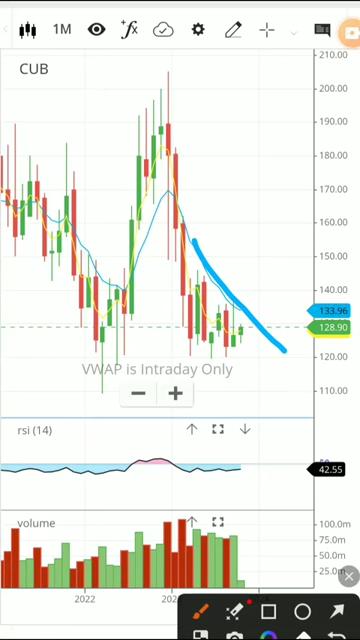 1M
CUB
210.00
200.00
190.00
180.00
170.00
160.00
150.00
140.00
133.96
128.90
120.00
110.00
VWAP is Intraday Only
rsi (14)
42.55
volume
100.0m
75.0m
50.0m
25.0m
2022